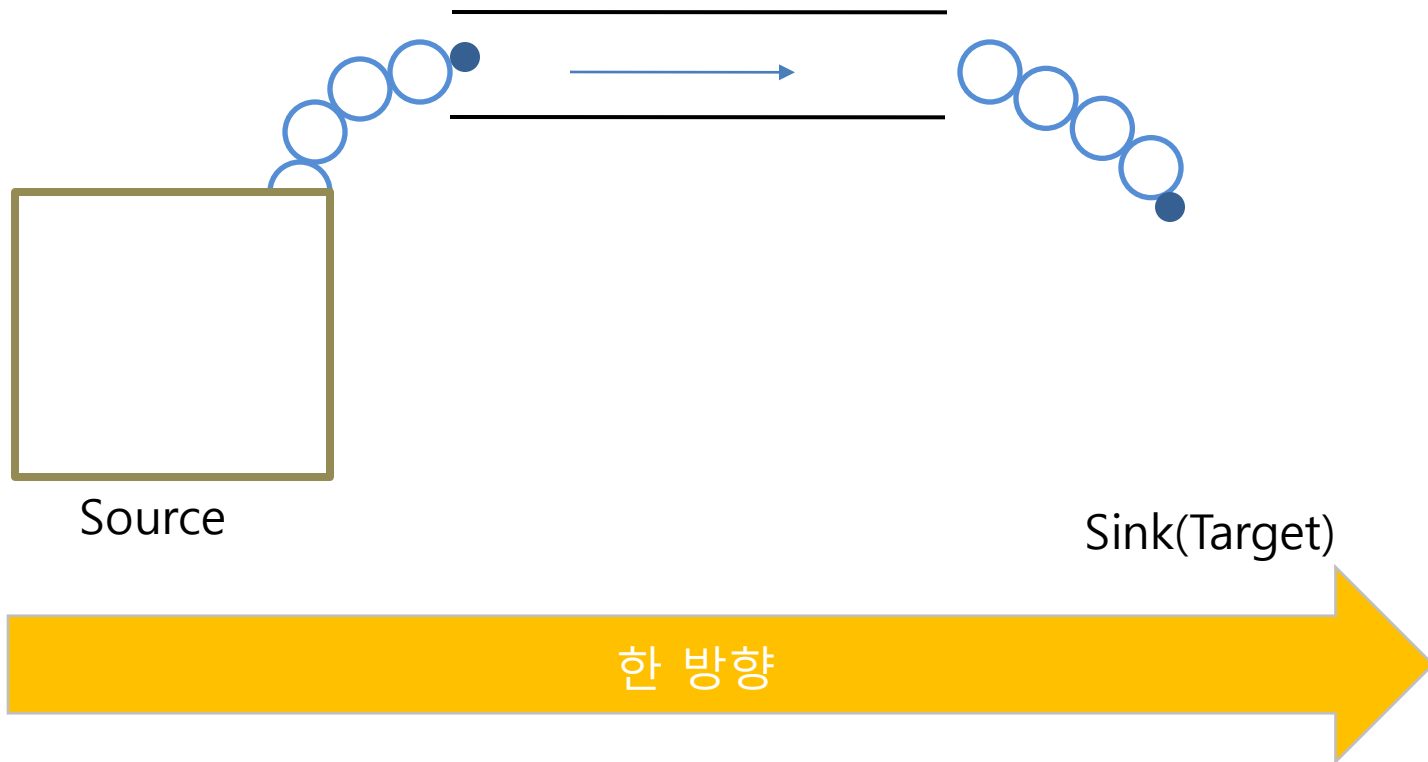 Source
Sink(Target)
한 방향